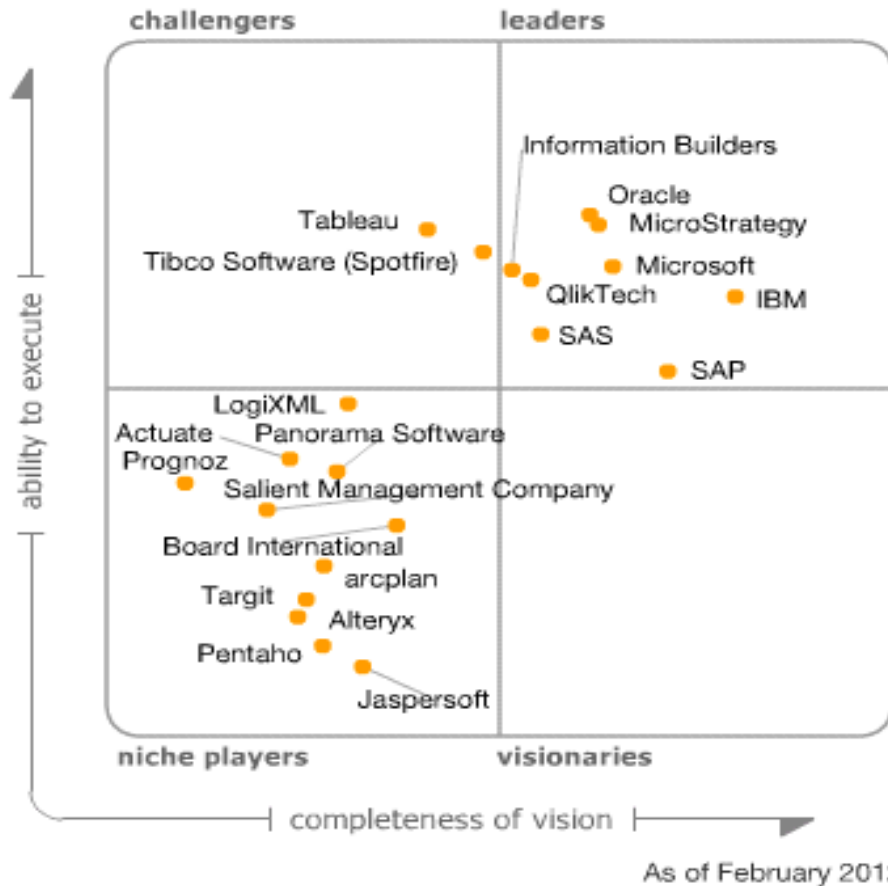 challengers
leaders
Information Builders
Oracle
Tableau
MicroStrategy
Tibco Software (Spotfire)
Microsoft
QlikTech
IBM
SAS
SAP
ability to execute
LogiXML
Actuate
Panorama Software
Prognoz
Salient Management Company
Board International
arcplan
Targit
Alteryx
Pentaho
Jaspersoft
niche players
visionaries
completeness of vision
As of February